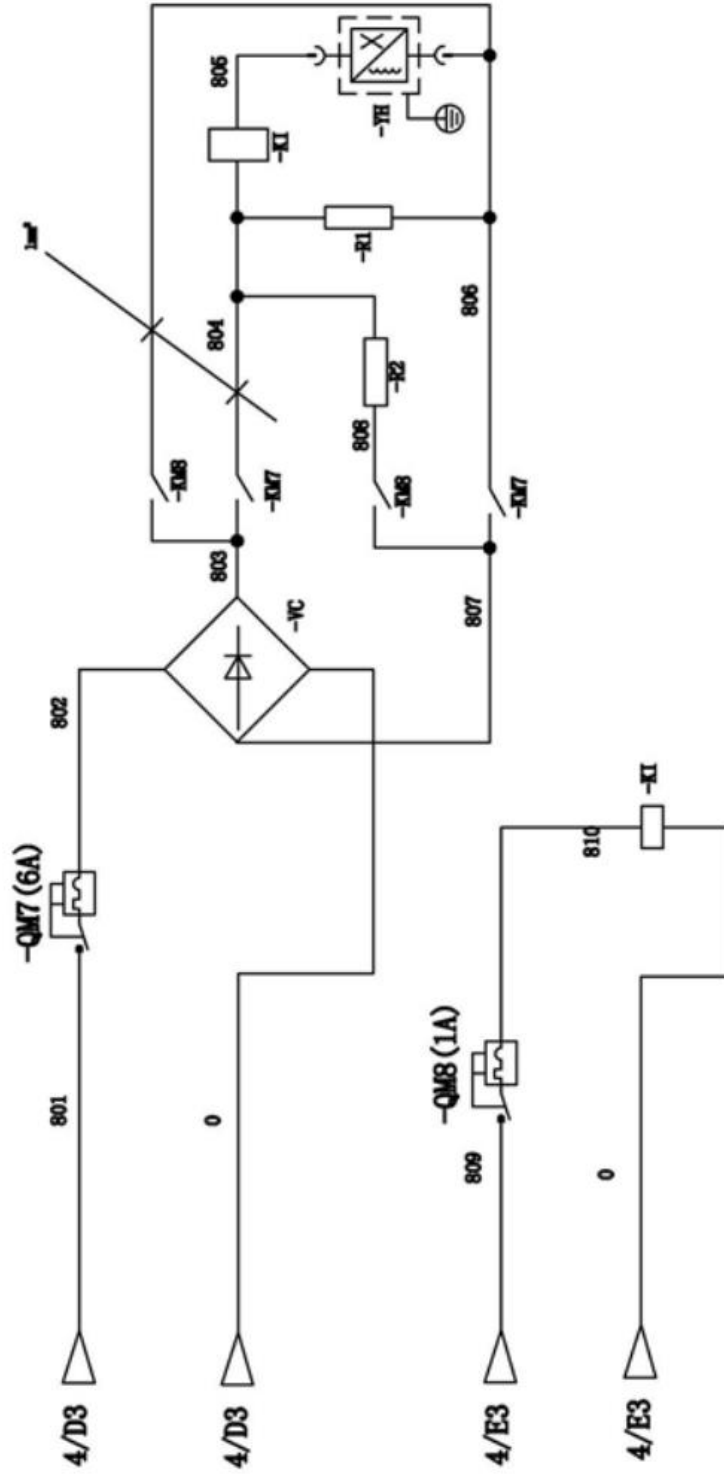 -QM7(6A)
1mm²
4/D3
801
802
-KM8
4/D3
0
803
804
805
-KM7
-KI
-VC
808
-R1
-YH
-R2
-KM8
-QM8(1A)
809
807
806
4/E3
-KM7
810
4/E3
0
-KI